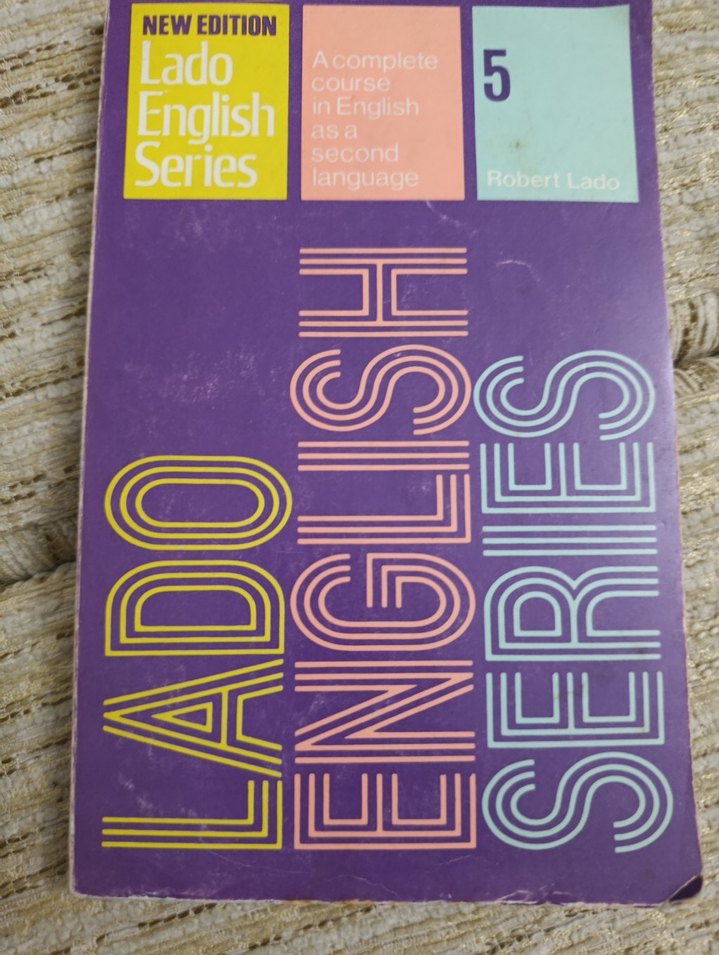 NEW EDITION
Lado
English
Series
A complete
course
in English
as a
second
language
5
Robert Lado
LADO
ENGLISH
SERIES